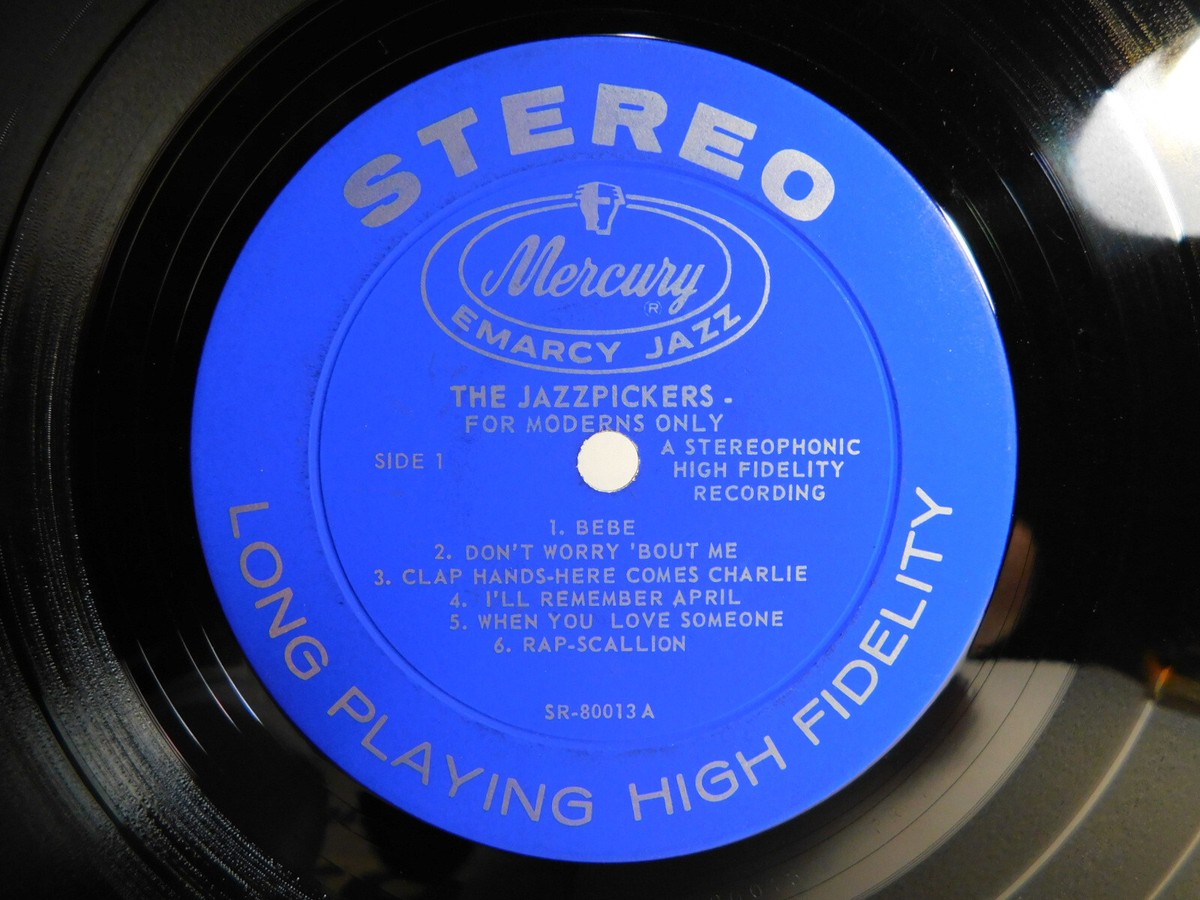 STEREO
Mercury
®
EMARCY JAZZ
THE JAZZPICKERS -
FOR MODERNS ONLY
SIDE 1
A STEREOPHONIC
HIGH FIDELITY
RECORDING
1. BEBE
2. DON'T WORRY 'BOUT ME
3. CLAP HANDS-HERE COMES CHARLIE
4. I'LL REMEMBER APRIL
5. WHEN YOU LOVE SOMEONE
6. RAP-SCALLION
SR-80013 A
LONG PLAYING HIGH FIDELITY